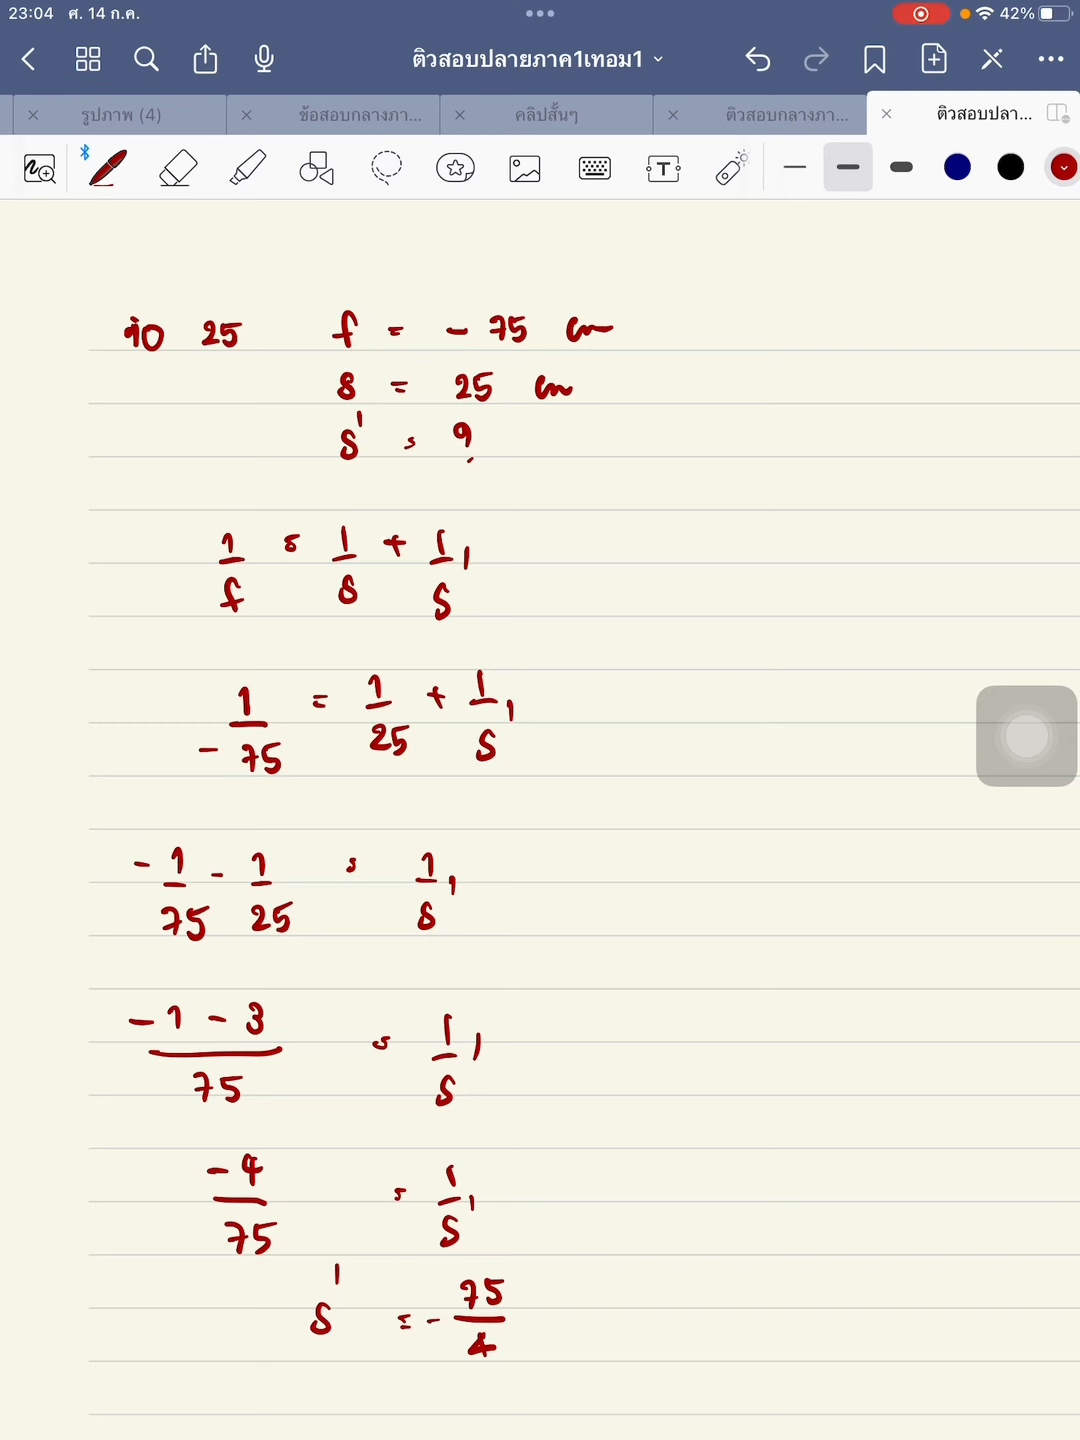 23:04 ศ. 14 ก.ค. 42%
ติวสอบปลายภาค1เทอม1
รูปภาพ (4) ข้อสอบกลางภา... คลิปสั้นๆ ติวสอบกลางภา... ติวสอบปลา...
T
ข้อ 25 f = - 75 cm
s = 25 cm
s' = ?
1/f = 1/s + 1/s'
1/-75 = 1/25 + 1/s'
-1/75 - 1/25 = 1/s'
-1-3/75 = 1/s'
-4/75 = 1/s'
s' = - 75/4